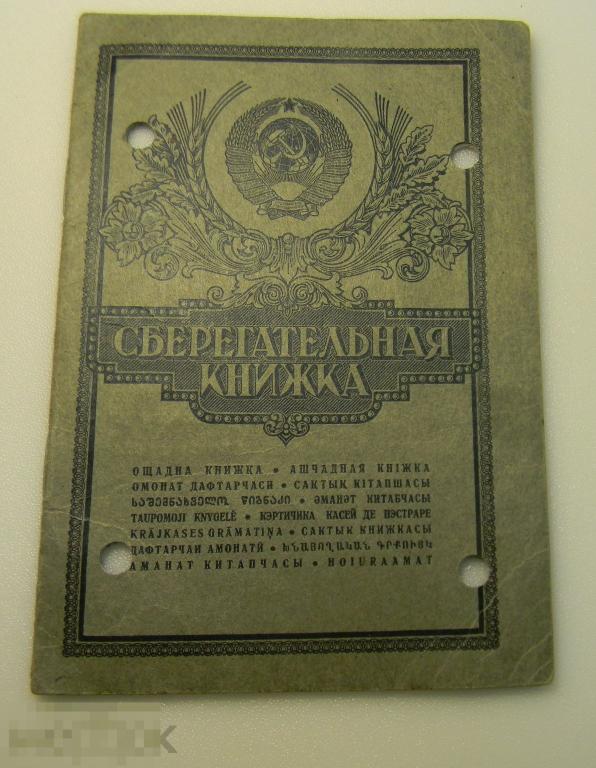 СБЕРЕГАТЕЛЬНАЯ
КНИЖКА
ОЩАДНА КНИЖКА • АШЧАДНАЯ КНІЖКА
ОМОНАТ ДАФТАРЧАСИ • САКТЫҚ КІТАПШАСЫ
ᲡᲐᲨᲔᲛᲜᲐᲮᲕᲔᲚᲝ ᲬᲘᲒᲜᲐᲙᲘ • ӘМАНӘТ КИТАБЧАСЫ
TAUPOMOJI KNYGELĖ • КЭРТИЧИКА КАСЕЙ ДЕ ПЭСТРАРЕ
KRĀJKASES GRĀMATIŅA • САКТЫК КНИЖКАСЫ
ДАФТАРЧАИ АМОНАТӢ • ԽՆԱՅՈՂԱԿԱՆ ԳՐՔՈՒՅԿ
АМАНАТ КИТАПЧАСЫ • HOIURAAMAT